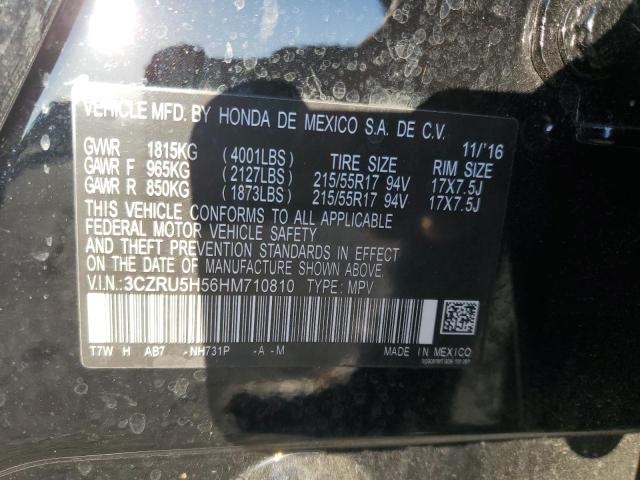 VEHICLE MFD. BY HONDA DE MEXICO S.A. DE C.V.
11/'16
GVWR 1815KG (4001LBS) TIRE SIZE RIM SIZE
GAWR F 965KG (2127LBS) 215/55R17 94V 17X7.5J
GAWR R 850KG (1873LBS) 215/55R17 94V 17X7.5J
THIS VEHICLE CONFORMS TO ALL APPLICABLE
FEDERAL MOTOR VEHICLE SAFETY
AND THEFT PREVENTION STANDARDS IN EFFECT
ON THE DATE OF MANUFACTURE SHOWN ABOVE.
V.I.N.: 3CZRU5H56HM710810 TYPE: MPV
T7W H AB7 -NH731P -A-M MADE IN MEXICO